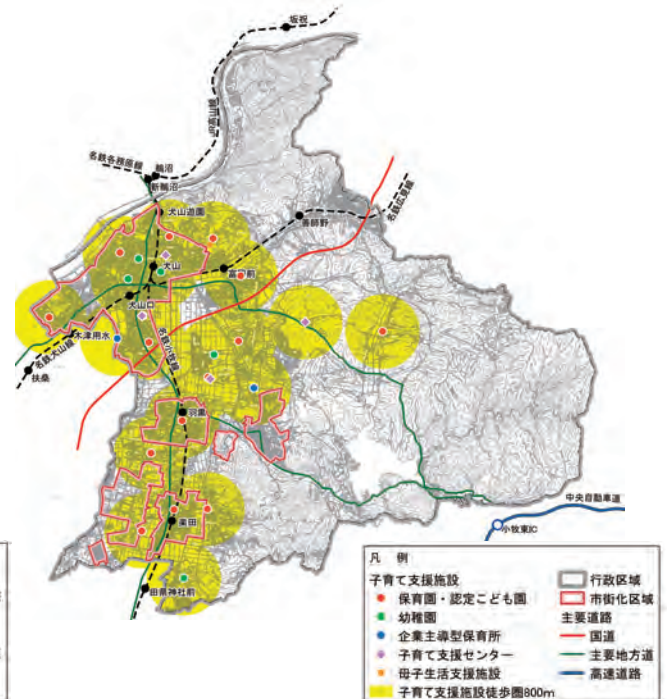 坂祝
JR高山線
名鉄各務原線
鵜沼
新鵜沼
犬山遊園
善師野
名鉄広見線
犬山
富岡前
犬山口
木津用水
名鉄犬山線
扶桑
名鉄小牧線
羽黒
楽田
田県神社前
中央自動車道
小牧東IC
凡 例
子育て支援施設
保育園・認定こども園
幼稚園
企業主導型保育所
子育て支援センター
母子生活支援施設
子育て支援施設徒歩圏800m
行政区域
市街化区域
主要道路
国道
主要地方道
高速道路